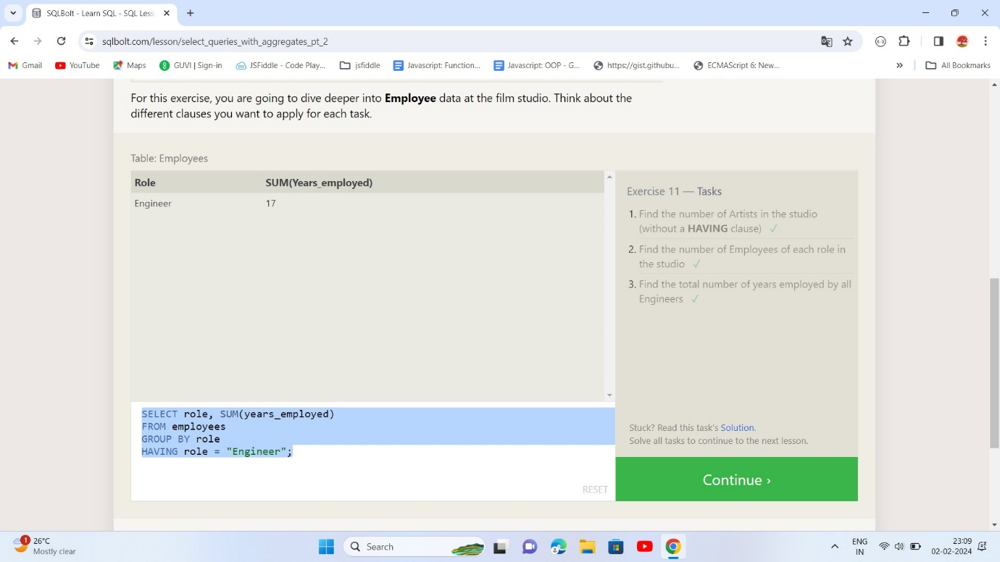 SQLBolt - Learn SQL - SQL Less
sqlbolt.com/lesson/select_queries_with_aggregates_pt_2
Gmail YouTube Maps GUVI | Sign-in JSFiddle - Code Play... jsfiddle Javascript: Function... Javascript: OOP - G... https://gist.githubu... ECMAScript 6: New... » All Bookmarks
For this exercise, you are going to dive deeper into Employee data at the film studio. Think about the
different clauses you want to apply for each task.
Table: Employees
Role SUM(Years_employed)
Engineer 17
Exercise 11 — Tasks
1. Find the number of Artists in the studio
(without a HAVING clause) ✓
2. Find the number of Employees of each role in
the studio ✓
3. Find the total number of years employed by all
Engineers ✓
SELECT role, SUM(years_employed)
FROM employees
GROUP BY role
HAVING role = "Engineer";
RESET
Stuck? Read this task's Solution.
Solve all tasks to continue to the next lesson.
Continue ›
1 26°C
Mostly clear
Search
ENG
IN
23:09
02-02-2024